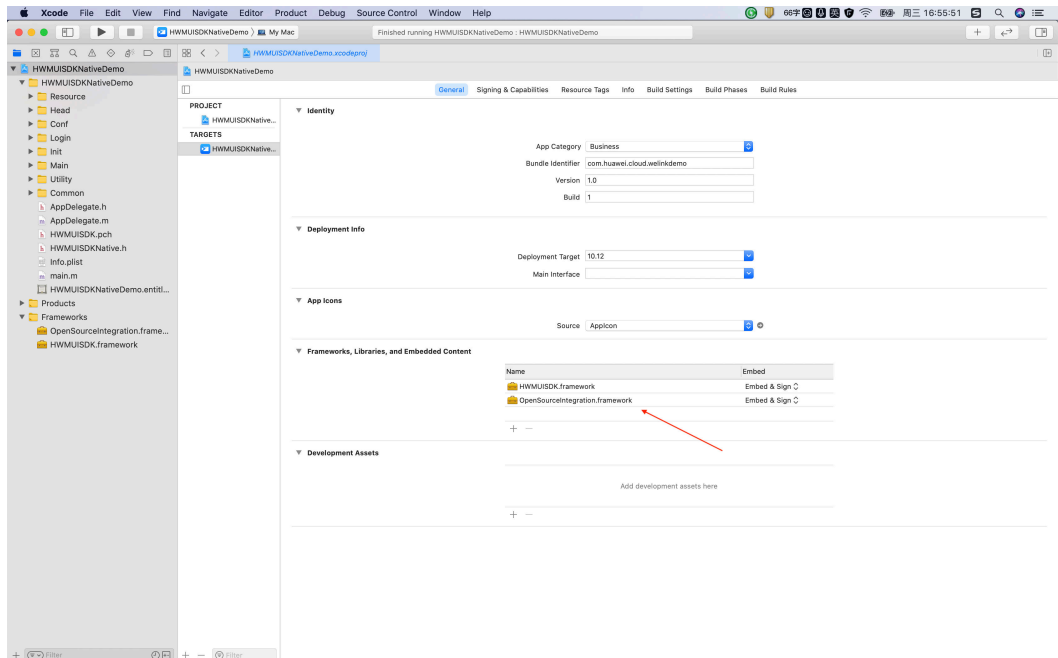 Xcode File Edit View Find Navigate Editor Product Debug Source Control Window Help 66字 周三 16:55:51
HWMUISDKNativeDemo 〉 My Mac Finished running HWMUISDKNativeDemo : HWMUISDKNativeDemo
HWMUISDKNativeDemo.xcodeproj
HWMUISDKNativeDemo
HWMUISDKNativeDemo
Resource
Head
Conf
Login
Init
Main
Utility
Common
AppDelegate.h
AppDelegate.m
HWMUISDK.pch
HWMUISDKNative.h
Info.plist
main.m
HWMUISDKNativeDemo.entitl...
Products
Frameworks
OpenSourceIntegration.frame...
HWMUISDK.framework
Filter
HWMUISDKNativeDemo
General Signing & Capabilities Resource Tags Info Build Settings Build Phases Build Rules
PROJECT
HWMUISDKNative...
TARGETS
HWMUISDKNative...
Filter
Identity
App Category Business
Bundle Identifier com.huawei.cloud.welinkdemo
Version 1.0
Build 1
Deployment Info
Deployment Target 10.12
Main Interface
App Icons
Source AppIcon
Frameworks, Libraries, and Embedded Content
Name Embed
HWMUISDK.framework Embed & Sign
OpenSourceIntegration.framework Embed & Sign
Development Assets
Add development assets here